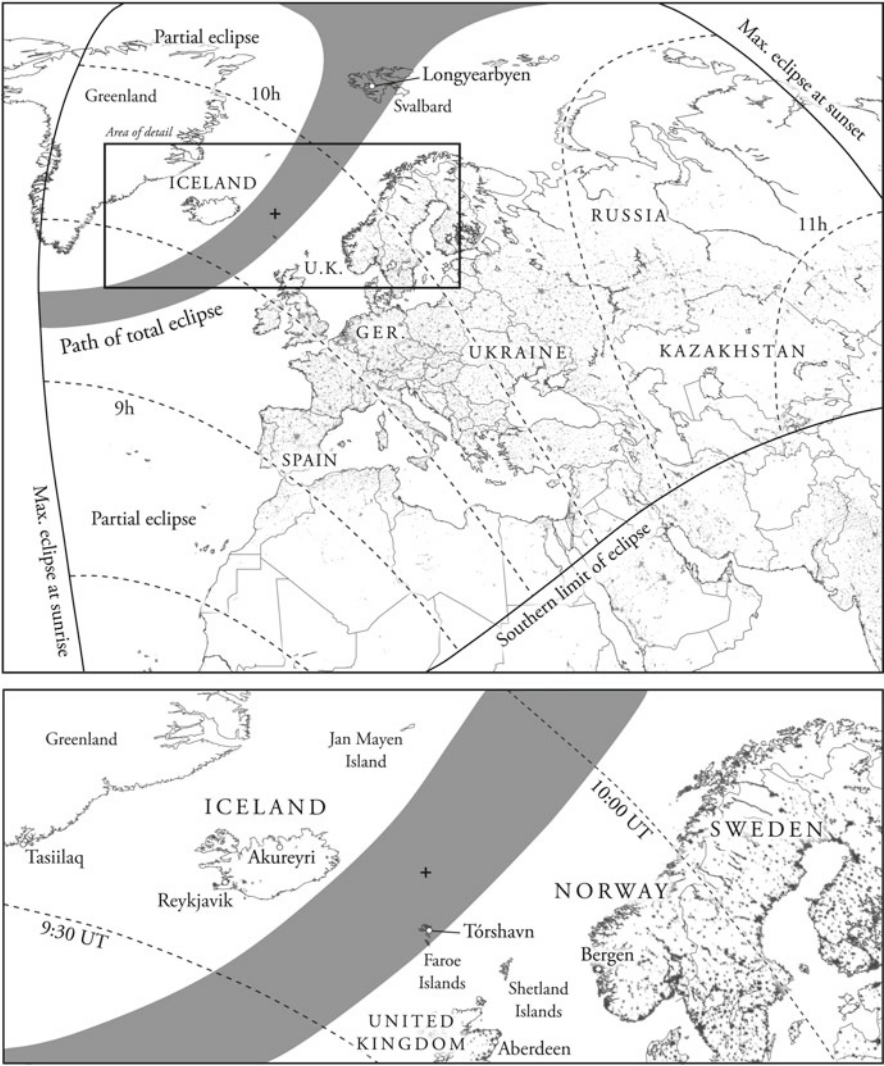 Partial eclipse
Max. eclipse at sunset
10h
Longyearbyen
Greenland
Svalbard
Area of detail
ICELAND
RUSSIA
11h
U.K.
Path of total eclipse
GER.
UKRAINE
KAZAKHSTAN
9h
SPAIN
Max. eclipse at sunrise
Partial eclipse
Southern limit of eclipse
Greenland
Jan Mayen
Island
10:00 UT
ICELAND
SWEDEN
Tasiilaq
Akureyri
Reykjavik
NORWAY
9:30 UT
Tórshavn
Bergen
Faroe
Islands
Shetland
Islands
UNITED
KINGDOM
Aberdeen